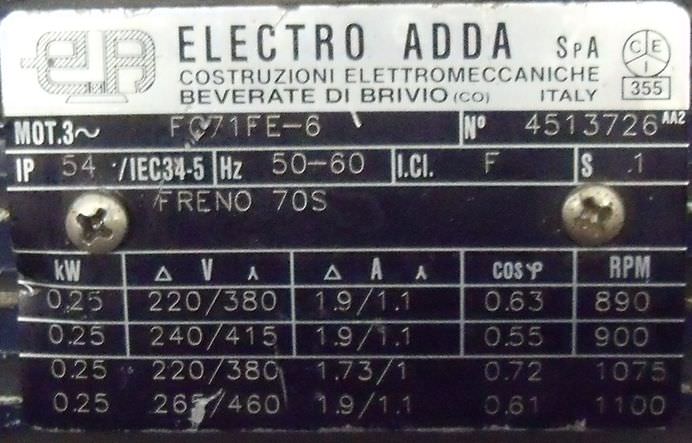 ELECTRO ADDA SpA
COSTRUZIONI ELETTROMECCANICHE
BEVERATE DI BRIVIO (CO) ITALY
CEI
355
MOT.3~ FC71FE-6 Nº 4513726 AA2
IP 54 /IEC34-5 Hz 50-60 I.Cl. F S 1
FRENO 70S
kW Δ V ⅄ Δ A ⅄ cosφ RPM
0.25 220/380 1.9/1.1 0.63 890
0.25 240/415 1.9/1.1 0.55 900
0.25 220/380 1.73/1 0.72 1075
0.25 265/460 1.9/1.1 0.61 1100